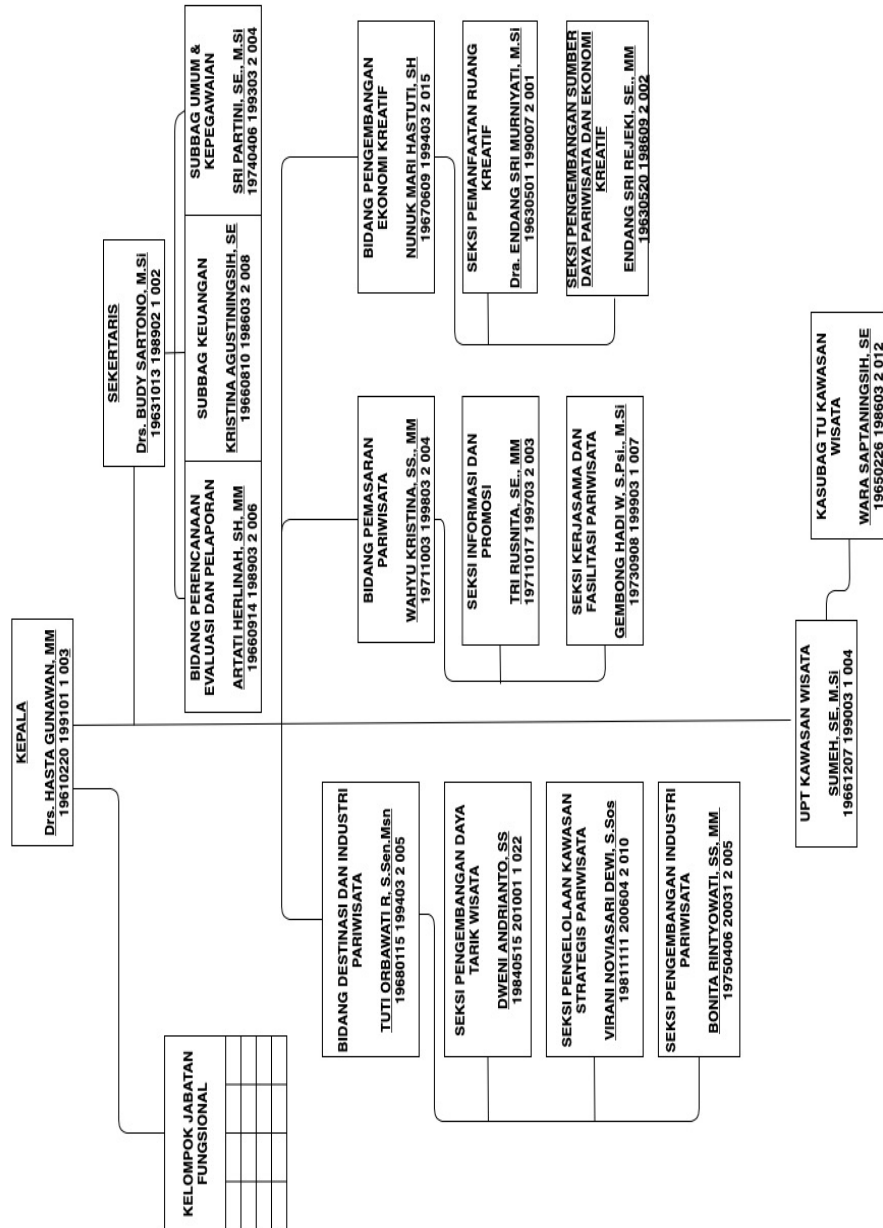 KEPALA
Drs. HASTA GUNAWAN, MM
19610220 199101 1 003
SEKERTARIS
Drs. BUDY SARTONO, M.Si
19631013 198902 1 002
KELOMPOK JABATAN
FUNGSIONAL
BIDANG PERENCANAAN
EVALUASI DAN PELAPORAN
ARTATI HERLINAH, SH, MM
19660914 198903 2 006
SUBBAG KEUANGAN
KRISTINA AGUSTININGSIH, SE
19660810 198603 2 008
SUBBAG UMUM &
KEPEGAWAIAN
SRI PARTINI, SE., M.Si
19740406 199303 2 004
BIDANG DESTINASI DAN INDUSTRI
PARIWISATA
TUTI ORBAWATI R, S.Sen.Msn
19680115 199403 2 005
SEKSI PENGEMBANGAN DAYA
TARIK WISATA
DWENI ANDRIANTO, SS
19840515 201001 1 022
SEKSI PENGELOLAAN KAWASAN
STRATEGIS PARIWISATA
VIRANI NOVIASARI DEWI, S.Sos
19811111 200604 2 010
SEKSI PENGEMBANGAN INDUSTRI
PARIWISATA
BONITA RINTYOWATI, SS, MM
19750406 20031 2 005
BIDANG PEMASARAN
PARIWISATA
WAHYU KRISTINA, SS., MM
19711003 199803 2 004
SEKSI INFORMASI DAN
PROMOSI
TRI RUSNITA, SE., MM
19711017 199703 2 003
SEKSI KERJASAMA DAN
FASILITASI PARIWISATA
GEMBONG HADI W, S.Psi., M.Si
19730908 199903 1 007
BIDANG PENGEMBANGAN
EKONOMI KREATIF
NUNUK MARI HASTUTI, SH
19670609 199403 2 015
SEKSI PEMANFAATAN RUANG
KREATIF
Dra. ENDANG SRI MURNIYATI, M.Si
19630501 199007 2 001
SEKSI PENGEMBANGAN SUMBER
DAYA PARIWISATA DAN EKONOMI
KREATIF
ENDANG SRI REJEKI, SE., MM
19630520 198609 2 002
UPT KAWASAN WISATA
SUMEH, SE, M.Si
19661207 199003 1 004
KASUBAG TU KAWASAN
WISATA
WARA SAPTANINGSIH, SE
19650226 198603 2 012